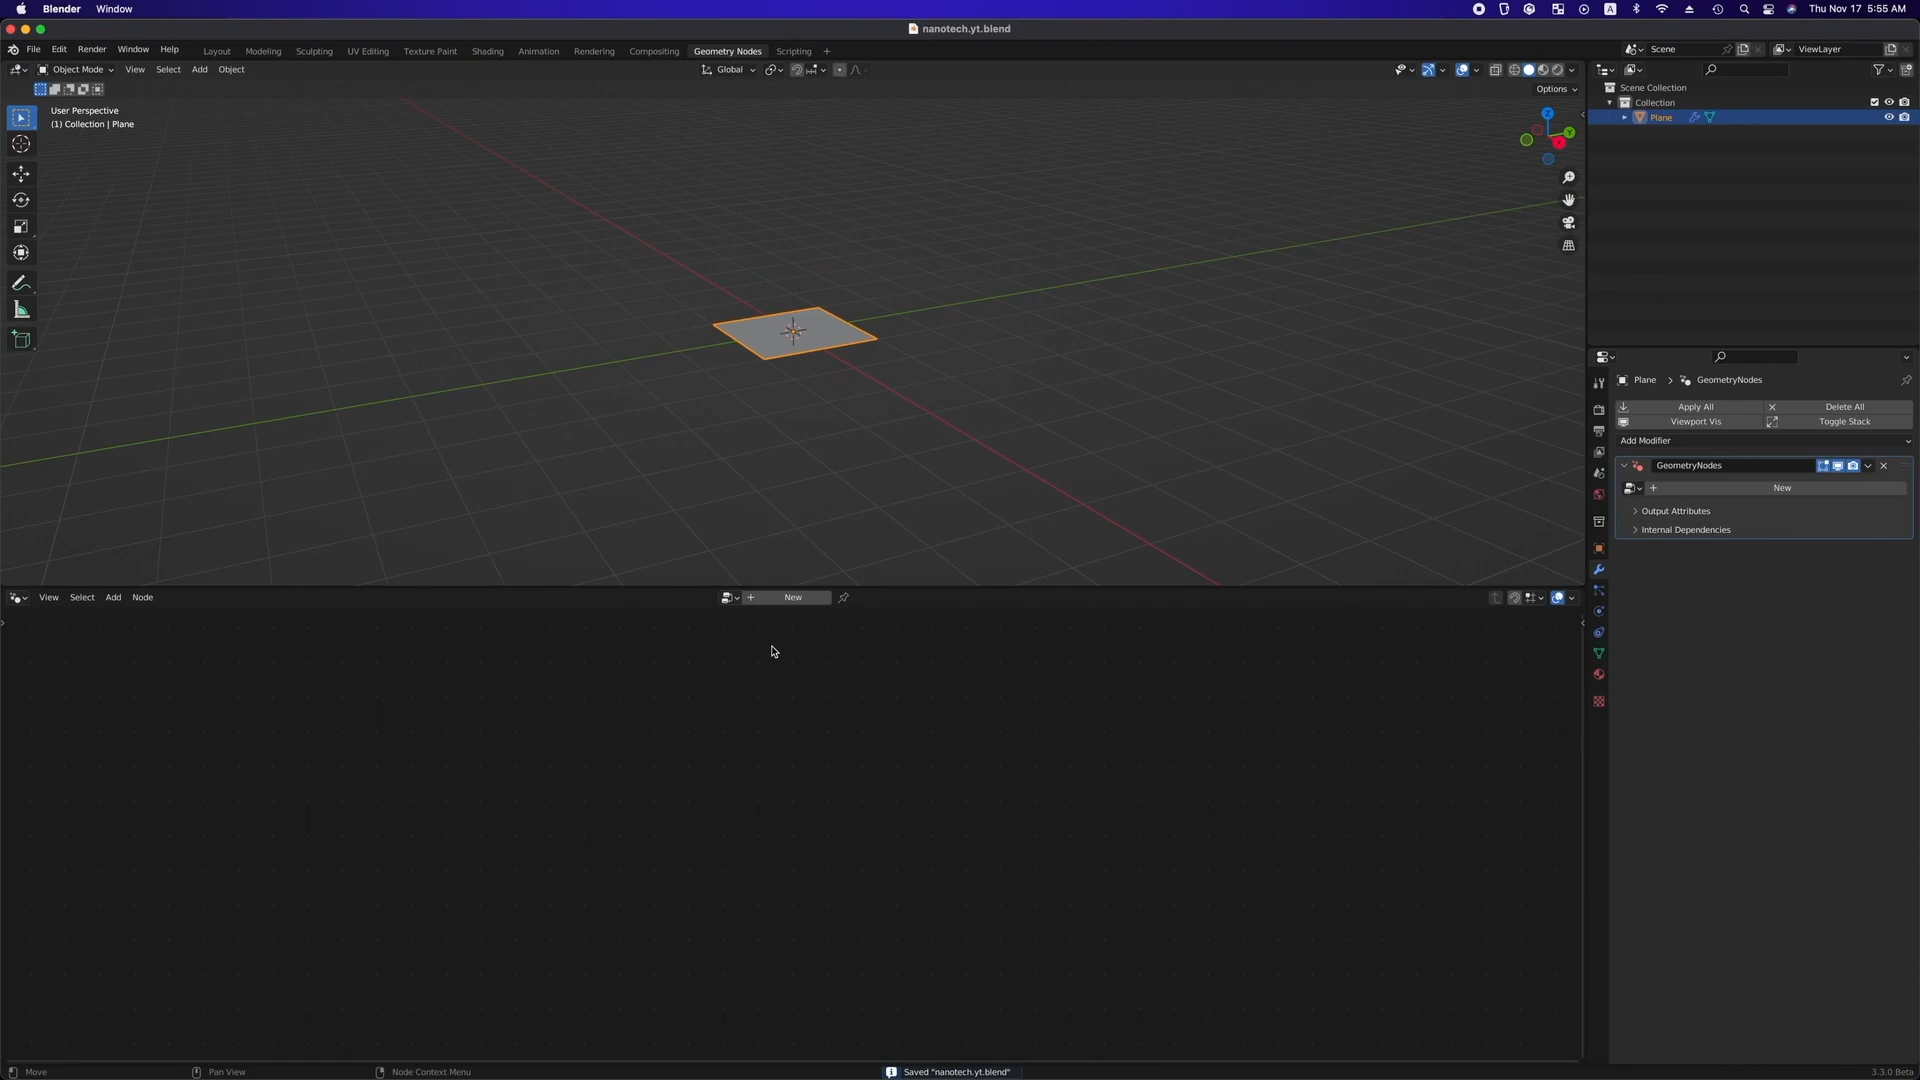 Blender Window
Thu Nov 17 5:55 AM
nanotech.yt.blend
File Edit Render Window Help
Layout Modeling Sculpting UV Editing Texture Paint Shading Animation Rendering Compositing Geometry Nodes Scripting +
Scene
ViewLayer
Object Mode View Select Add Object
Global
Options
User Perspective
(1) Collection | Plane
Scene Collection
Collection
Plane
Plane > GeometryNodes
Apply All
Delete All
Viewport Vis
Toggle Stack
Add Modifier
GeometryNodes
New
Output Attributes
Internal Dependencies
View Select Add Node
New
Move
Pan View
Node Context Menu
Saved "nanotech.yt.blend"
3.3.0 Beta